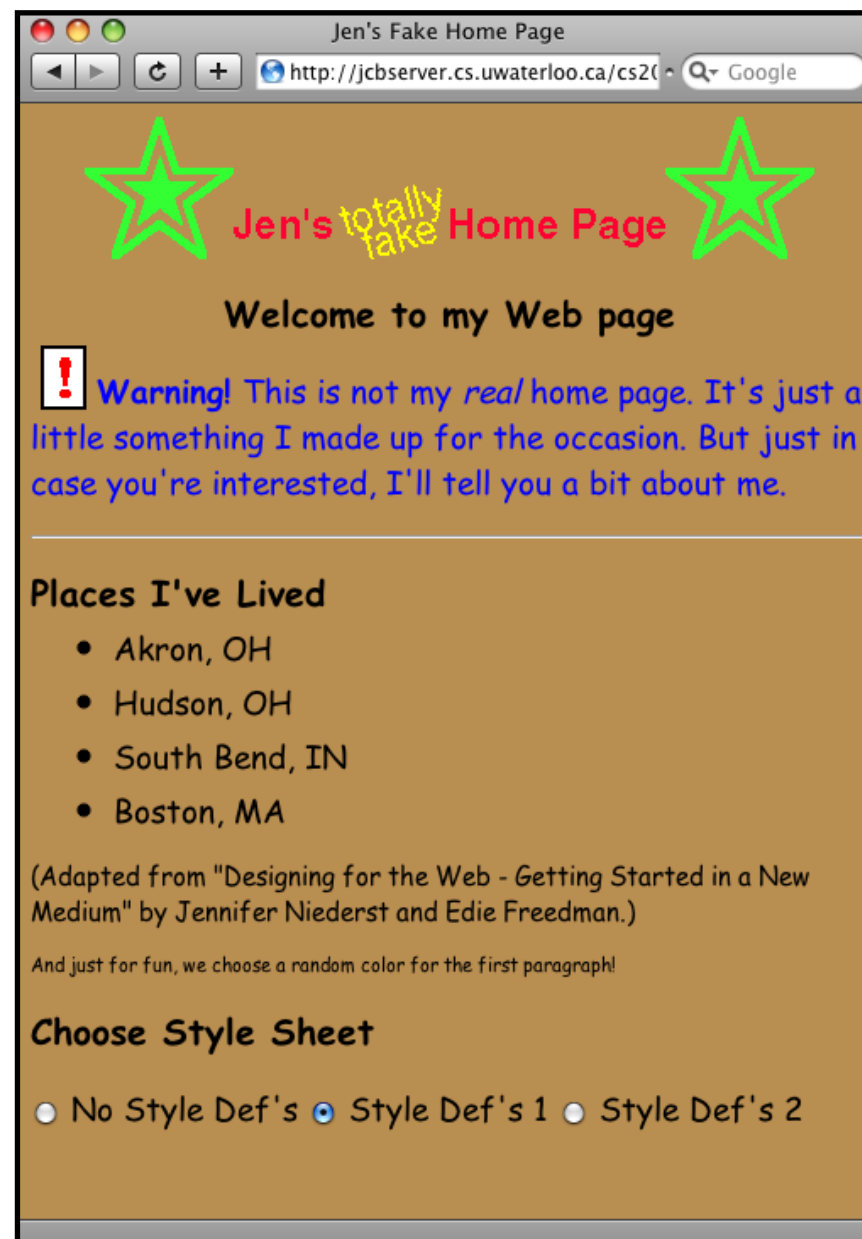 Jen's Fake Home Page
http://jcbserver.cs.uwaterloo.ca/cs2(
Google
Jen's totally fake Home Page
Welcome to my Web page
! Warning! This is not my real home page. It's just a
little something I made up for the occasion. But just in
case you're interested, I'll tell you a bit about me.
Places I've Lived
• Akron, OH
• Hudson, OH
• South Bend, IN
• Boston, MA
(Adapted from "Designing for the Web - Getting Started in a New
Medium" by Jennifer Niederst and Edie Freedman.)
And just for fun, we choose a random color for the first paragraph!
Choose Style Sheet
No Style Def's Style Def's 1 Style Def's 2